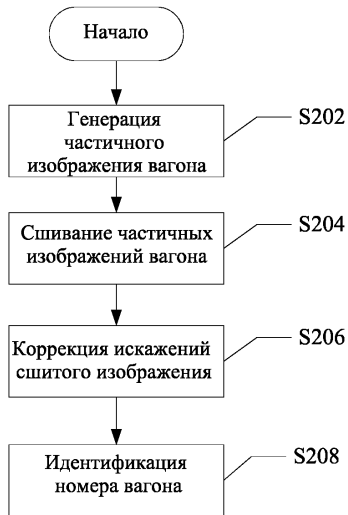 Начало
Генерация
частичного
изображения вагона
S202
Сшивание частичных
изображений вагона
S204
Коррекция искажений
сшитого изображения
S206
Идентификация
номера вагона
S208